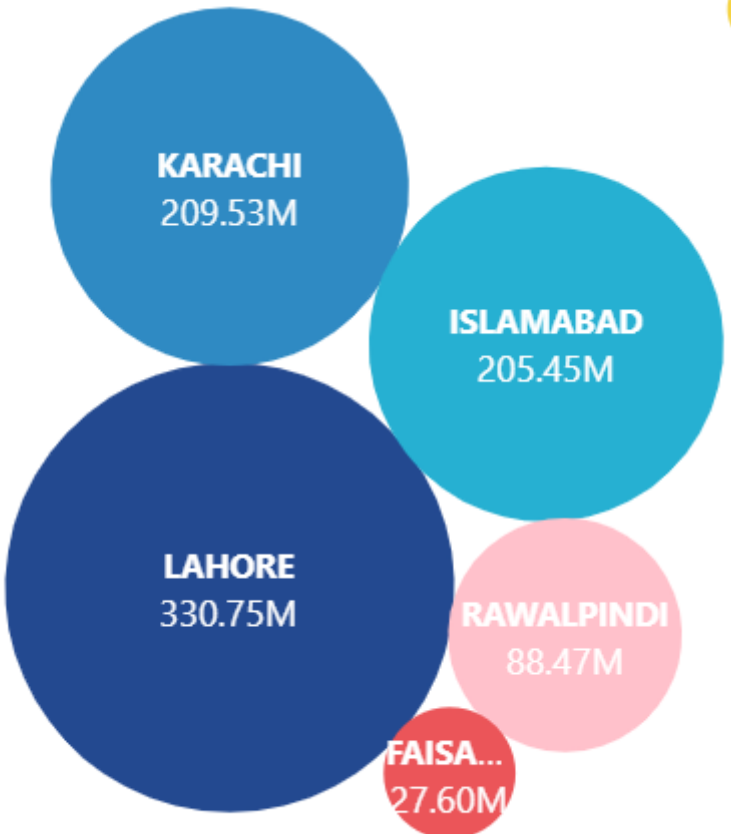 KARACHI
209.53M
ISLAMABAD
205.45M
LAHORE
330.75M
RAWALPINDI
88.47M
FAISA...
27.60M